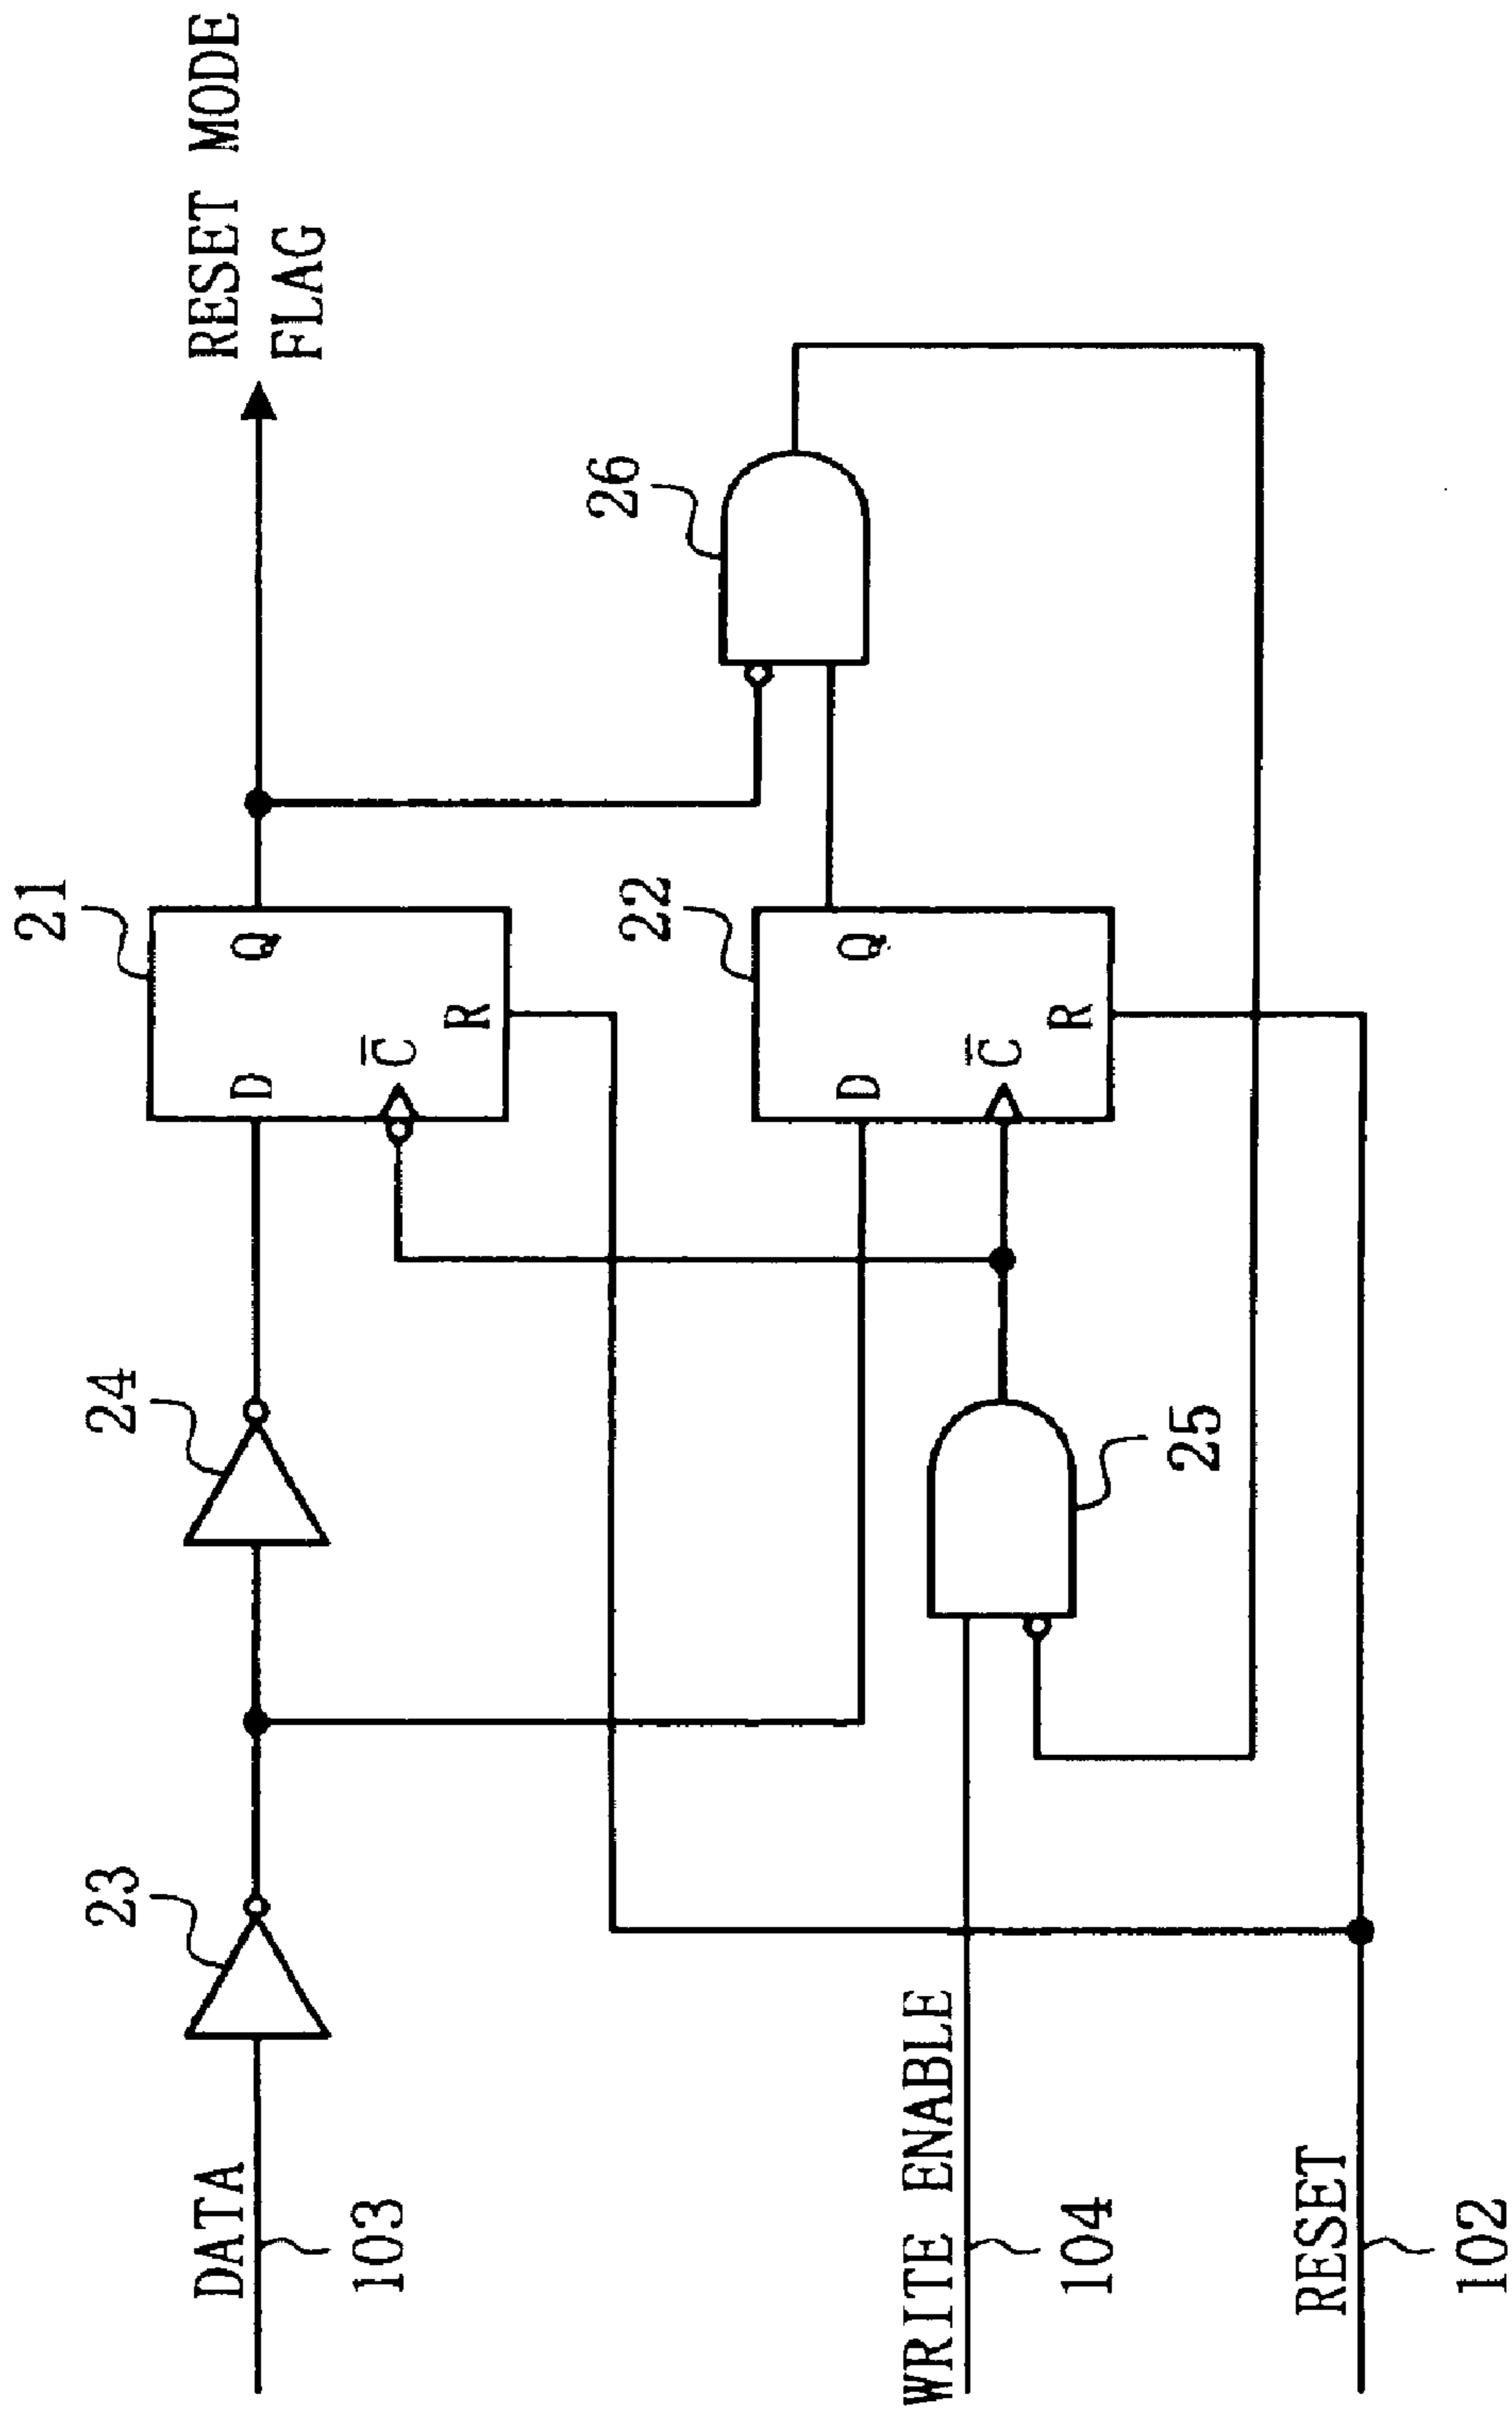 RESET MODE
FLAG
21
D
Q
C̅
R
22
D
Q
C̅
R
23
24
25
26
DATA
103
WRITE ENABLE
104
RESET
102